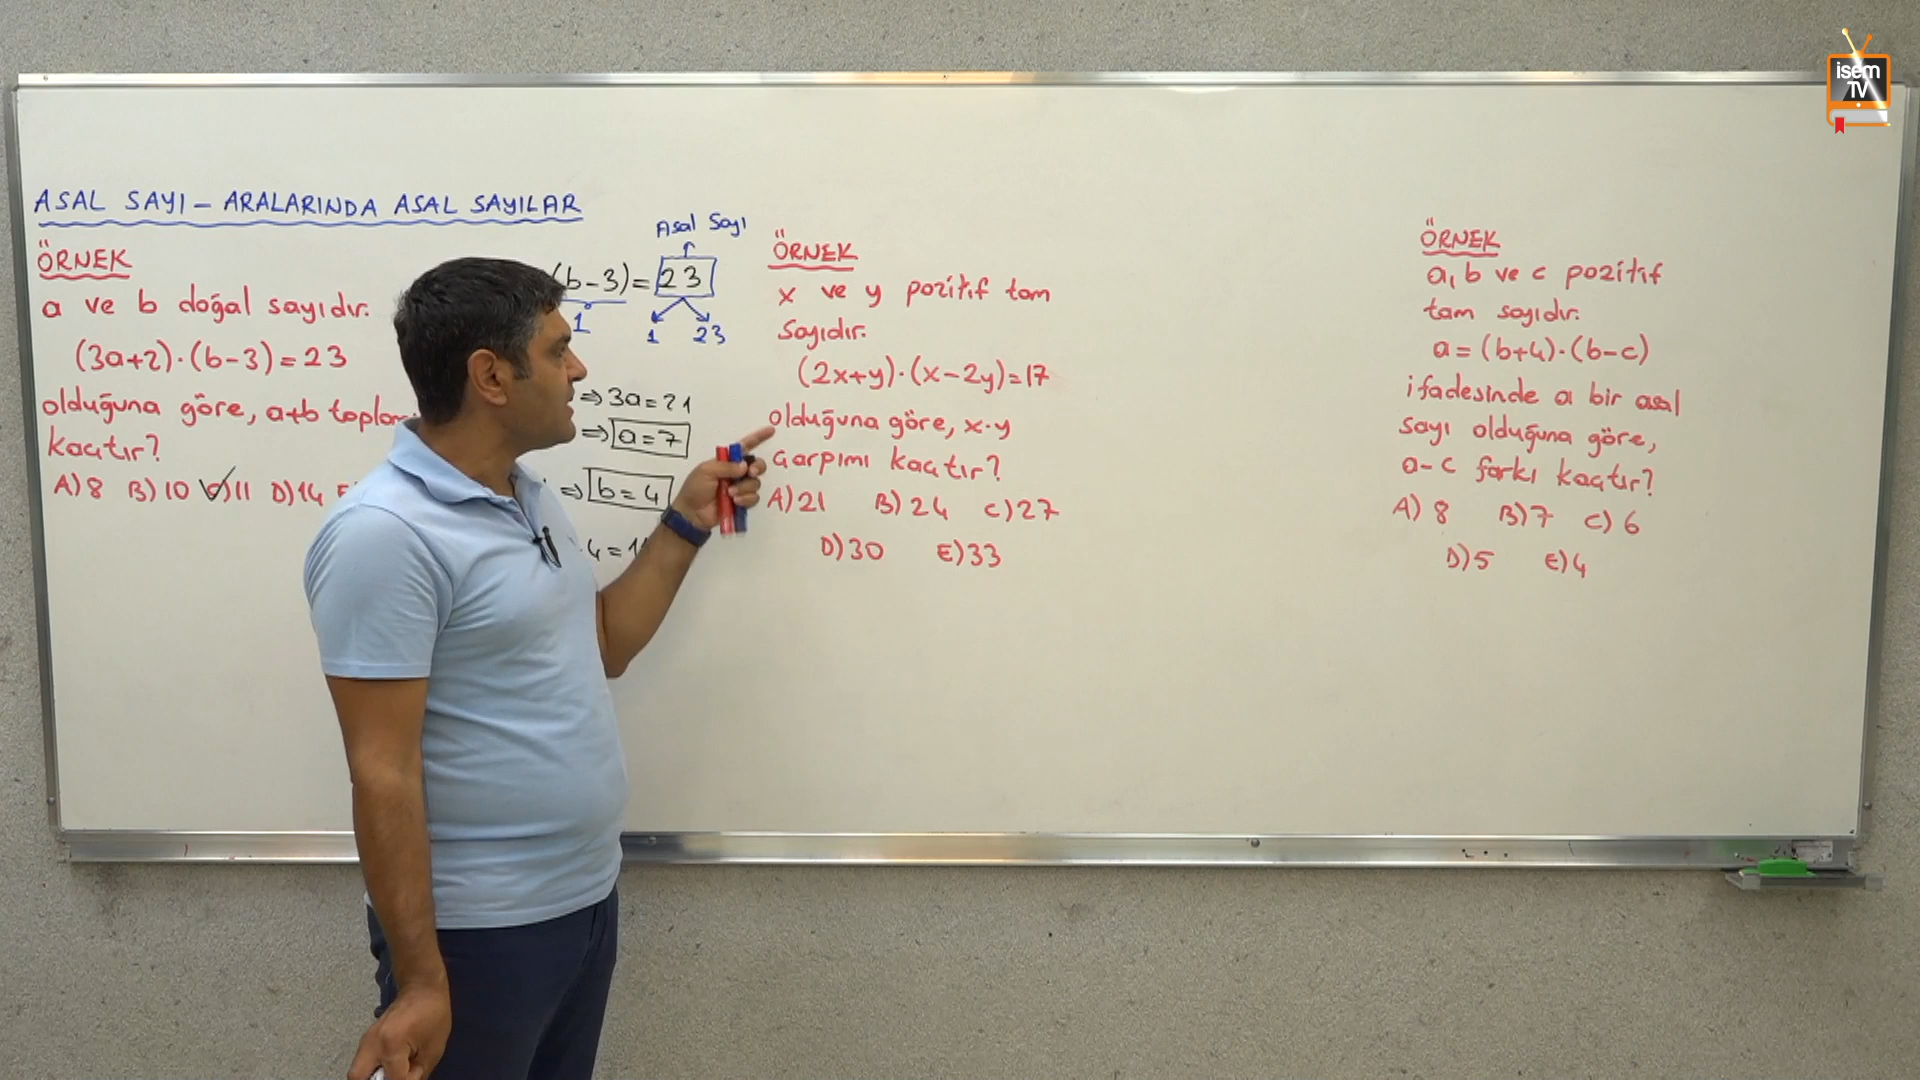 isem
TV
ASAL SAYI – ARALARINDA ASAL SAYILAR
ÖRNEK
a ve b doğal sayıdır.
(3a+2)·(b-3)=23
olduğuna göre, a+b
kaçtır?
A)8 B)10 C)11 D)14
Asal Sayı
(b-3)=23
1
1 23
⇒3a=21
⇒a=7
⇒b=4
ÖRNEK
x ve y pozitif tam
sayıdır.
(2x+y)·(x-2y)=17
olduğuna göre, x·y
çarpımı kaçtır?
A)21 B)24 C)27
D)30 E)33
ÖRNEK
a, b ve c pozitif
tam sayıdır.
a=(b+4)·(b-c)
ifadesinde a bir asal
sayı olduğuna göre,
a-c farkı kaçtır?
A)8 B)7 C)6
D)5 E)4